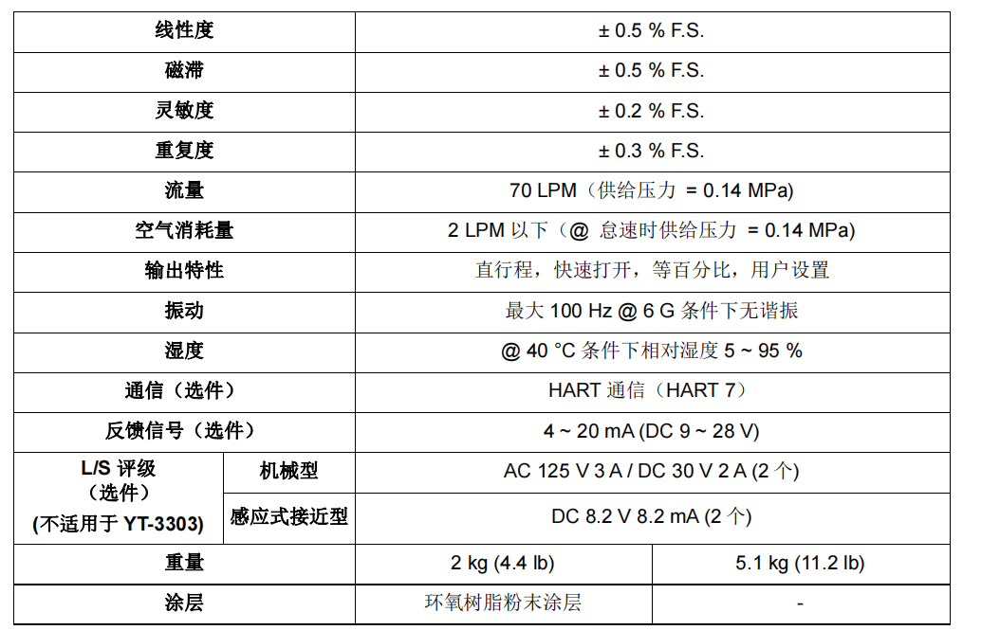 线性度 ± 0.5 % F.S.
磁滞 ± 0.5 % F.S.
灵敏度 ± 0.2 % F.S.
重复度 ± 0.3 % F.S.
流量 70 LPM（供给压力 = 0.14 MPa)
空气消耗量 2 LPM 以下（@ 怠速时供给压力 = 0.14 MPa)
输出特性 直行程，快速打开，等百分比，用户设置
振动 最大 100 Hz @ 6 G 条件下无谐振
湿度 @ 40 °C 条件下相对湿度 5 ~ 95 %
通信（选件） HART 通信（HART 7）
反馈信号（选件） 4 ~ 20 mA (DC 9 ~ 28 V)
L/S 评级
（选件）
(不适用于 YT-3303)
机械型 AC 125 V 3 A / DC 30 V 2 A (2 个)
感应式接近型 DC 8.2 V 8.2 mA (2 个)
重量 2 kg (4.4 lb) 5.1 kg (11.2 lb)
涂层 环氧树脂粉末涂层 -